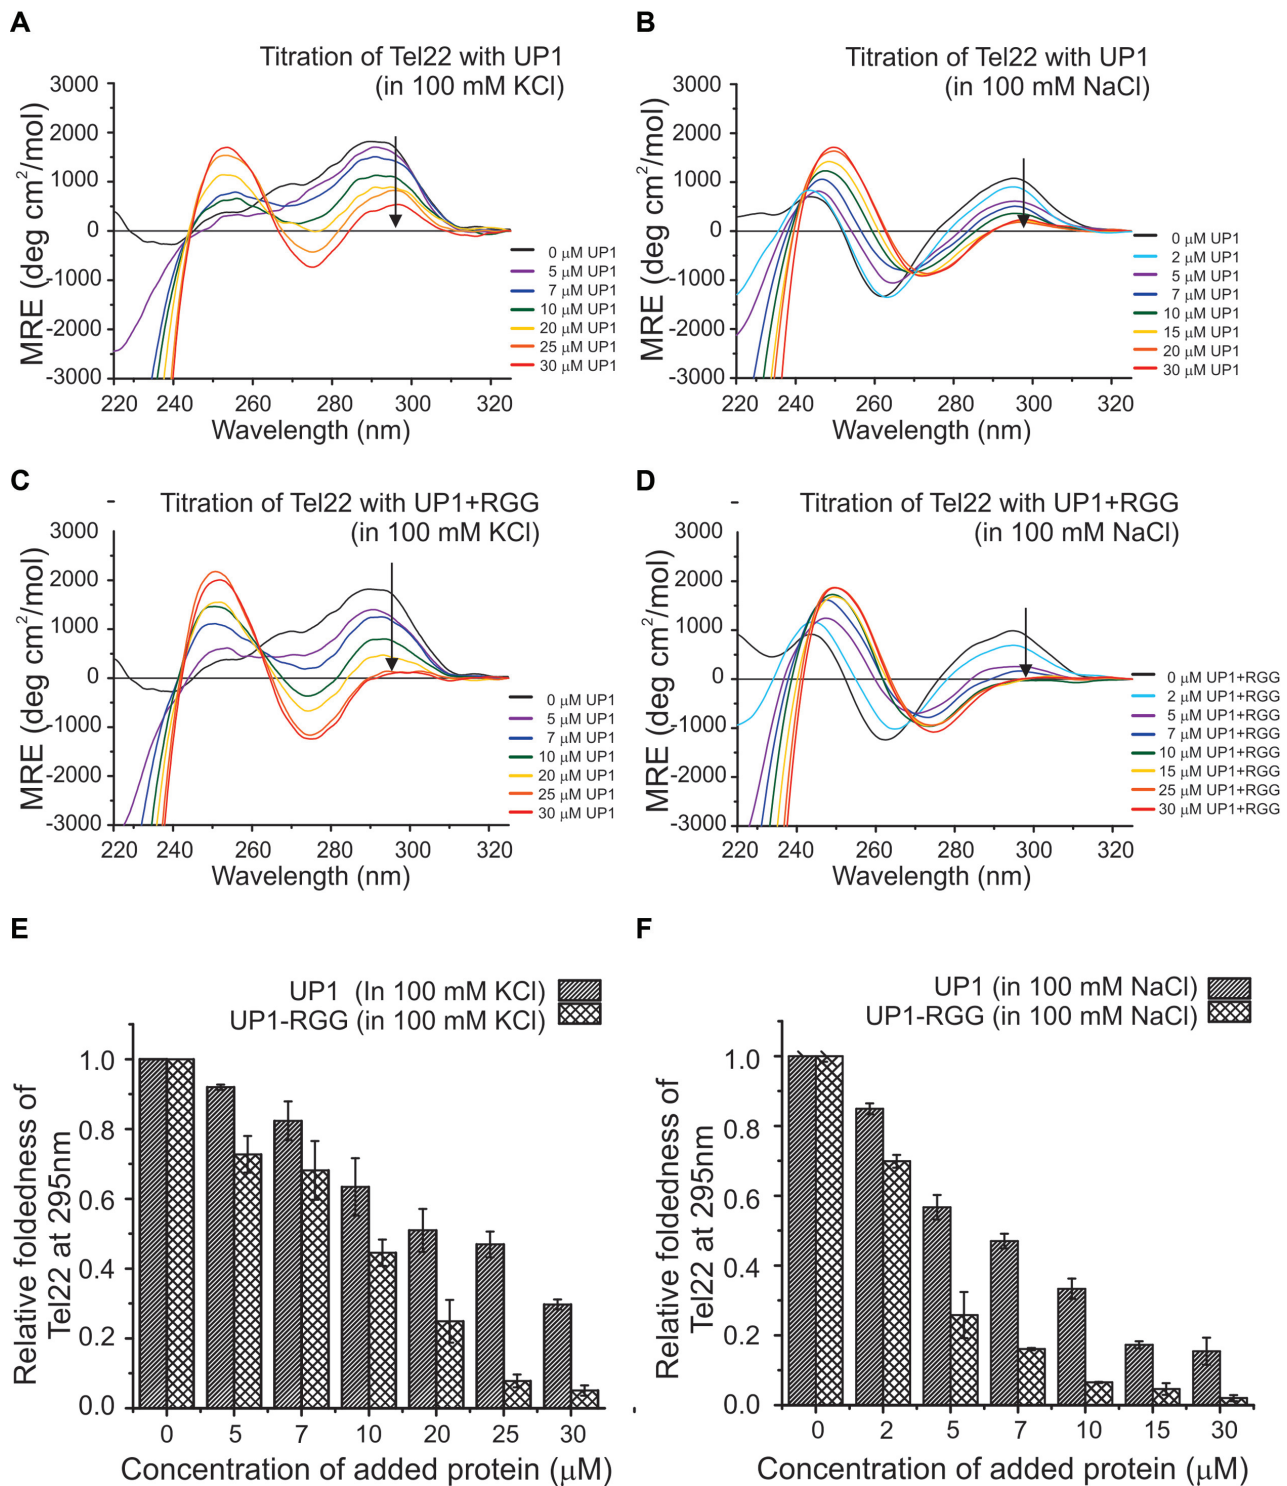 A
Titration of Tel22 with UP1
(in 100 mM KCl)
MRE (deg cm²/mol)
3000
2000
1000
0
-1000
-2000
-3000
220 240 260 280 300 320
Wavelength (nm)
0 μM UP1
5 μM UP1
7 μM UP1
10 μM UP1
20 μM UP1
25 μM UP1
30 μM UP1
B
Titration of Tel22 with UP1
(in 100 mM NaCl)
MRE (deg cm²/mol)
3000
2000
1000
0
-1000
-2000
-3000
220 240 260 280 300 320
Wavelength (nm)
0 μM UP1
2 μM UP1
5 μM UP1
7 μM UP1
10 μM UP1
15 μM UP1
20 μM UP1
30 μM UP1
C
Titration of Tel22 with UP1+RGG
(in 100 mM KCl)
MRE (deg cm²/mol)
3000
2000
1000
0
-1000
-2000
-3000
220 240 260 280 300 320
Wavelength (nm)
0 μM UP1
5 μM UP1
7 μM UP1
10 μM UP1
20 μM UP1
25 μM UP1
30 μM UP1
D
Titration of Tel22 with UP1+RGG
(in 100 mM NaCl)
MRE (deg cm²/mol)
3000
2000
1000
0
-1000
-2000
-3000
220 240 260 280 300 320
Wavelength (nm)
0 μM UP1+RGG
2 μM UP1+RGG
5 μM UP1+RGG
7 μM UP1+RGG
10 μM UP1+RGG
15 μM UP1+RGG
25 μM UP1+RGG
30 μM UP1+RGG
E
UP1 (In 100 mM KCl)
UP1-RGG (in 100 mM KCl)
Relative foldedness of
Tel22 at 295nm
1.0
0.8
0.6
0.4
0.2
0.0
0 5 7 10 20 25 30
Concentration of added protein (μM)
F
UP1 (in 100 mM NaCl)
UP1-RGG (in 100 mM NaCl)
Relative foldedness of
Tel22 at 295nm
1.0
0.8
0.6
0.4
0.2
0.0
0 2 5 7 10 15 30
Concentration of added protein (μM)